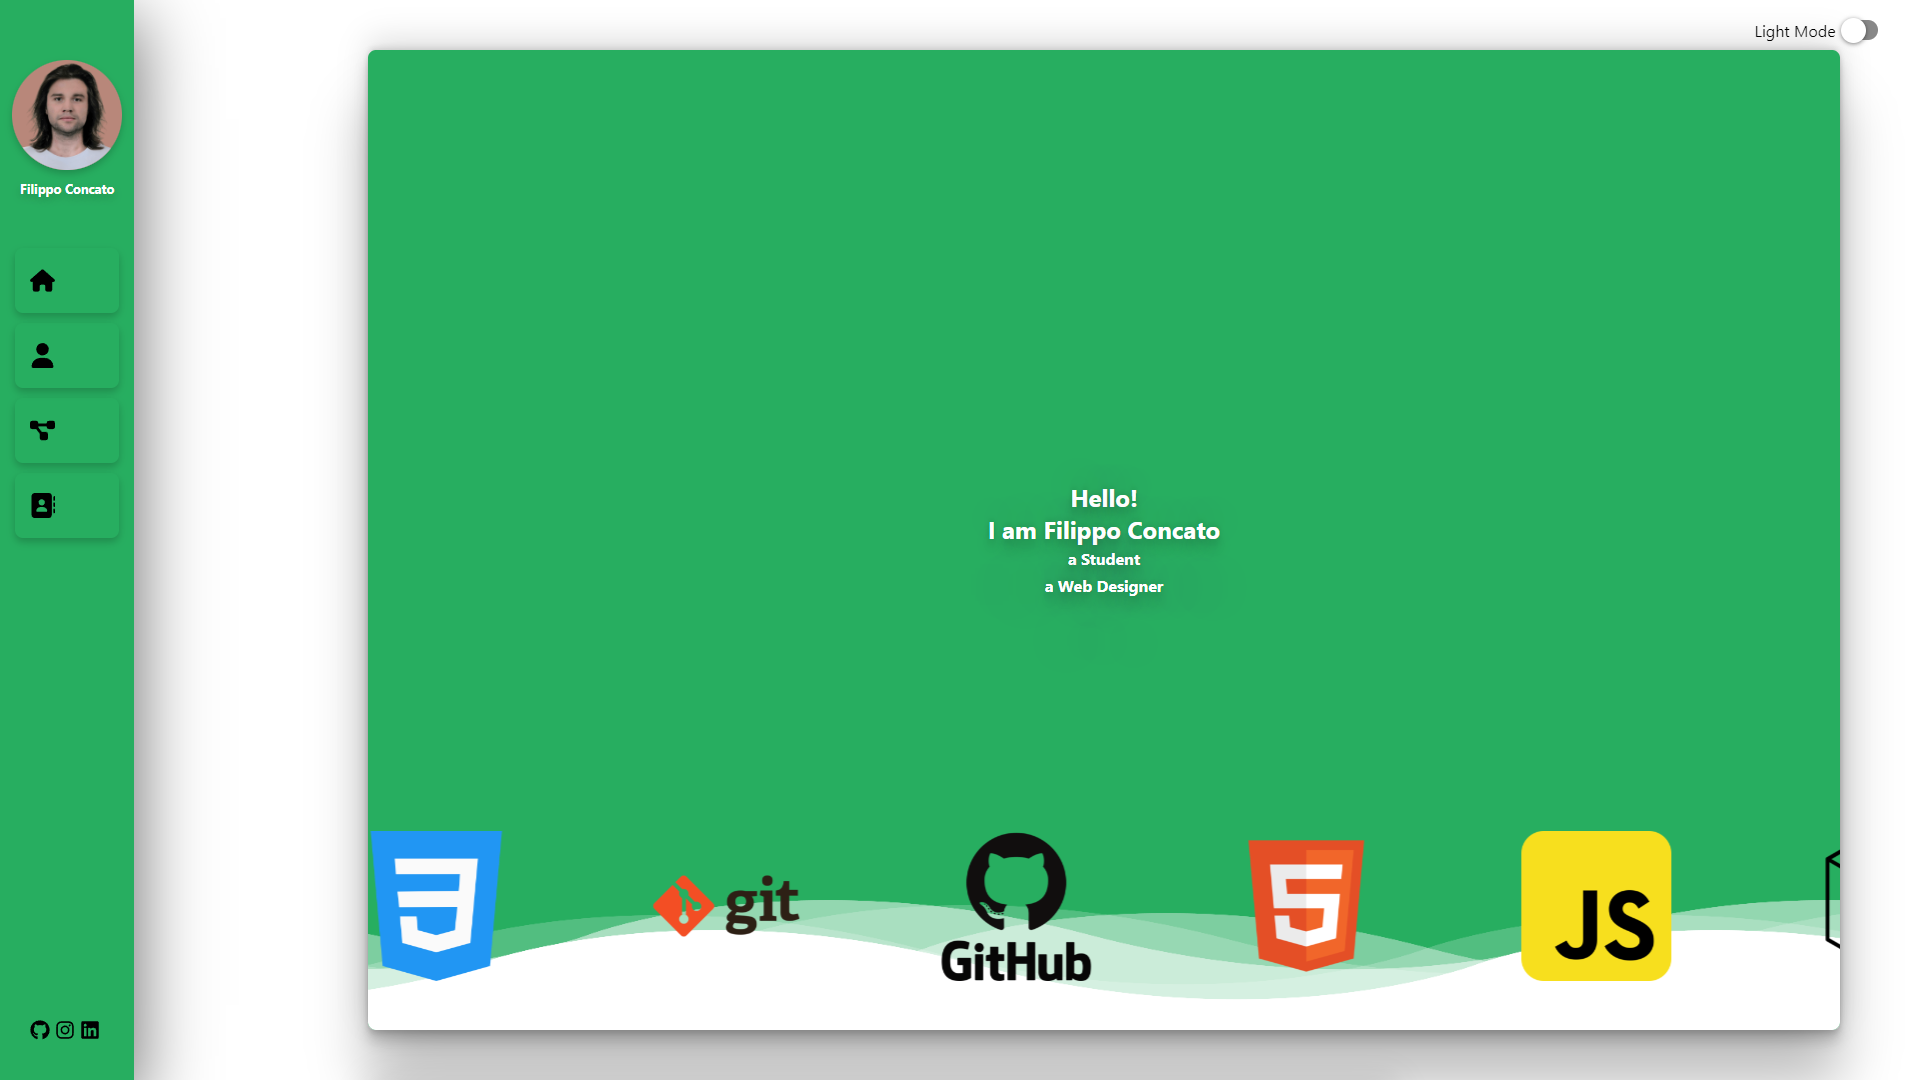 Light Mode
Filippo Concato
Hello!
I am Filippo Concato
a Student
a Web Designer
git
GitHub
JS